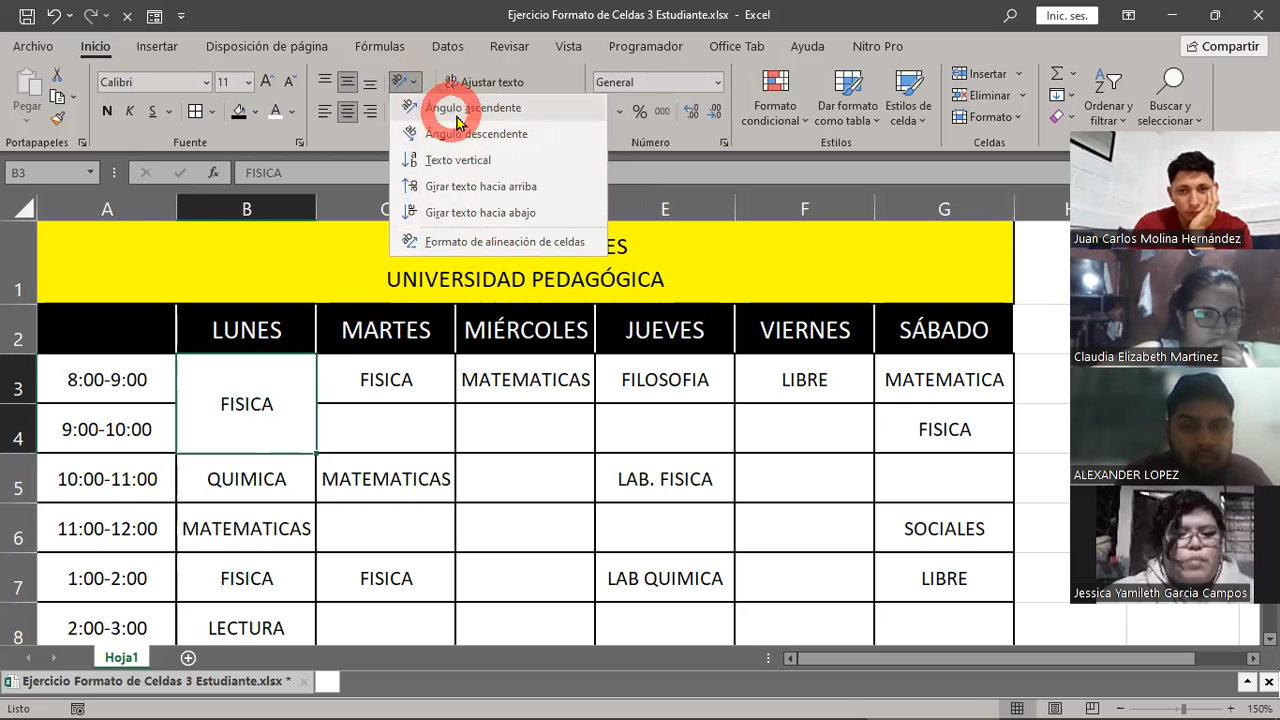 Ejercicio Formato de Celdas 3 Estudiante.xlsx - Excel
Inic. ses.
Archivo Inicio Insertar Disposición de página Fórmulas Datos Revisar Vista Programador Office Tab Ayuda Nitro Pro Compartir
Pegar
Calibri 11
N K S
Ajustar texto
General
% 000
Formato condicional
Dar formato como tabla
Estilos de celda
Insertar
Eliminar
Formato
Ordenar y filtrar
Buscar y seleccionar
Portapapeles Fuente Número Estilos Celdas
Ángulo ascendente
Ángulo descendente
Texto vertical
Girar texto hacia arriba
Girar texto hacia abajo
Formato de alineación de celdas
B3 fx FISICA
A B C E F G
1 ES
UNIVERSIDAD PEDAGÓGICA
2 LUNES MARTES MIÉRCOLES JUEVES VIERNES SÁBADO
3 8:00-9:00 FISICA FISICA MATEMATICAS FILOSOFIA LIBRE MATEMATICA
4 9:00-10:00 FISICA
5 10:00-11:00 QUIMICA MATEMATICAS LAB. FISICA
6 11:00-12:00 MATEMATICAS SOCIALES
7 1:00-2:00 FISICA FISICA LAB QUIMICA LIBRE
8 2:00-3:00 LECTURA
Juan Carlos Molina Hernández
Claudia Elizabeth Martinez
ALEXANDER LOPEZ
Jessica Yamileth Garcia Campos
Hoja1
Ejercicio Formato de Celdas 3 Estudiante.xlsx *
Listo 150%